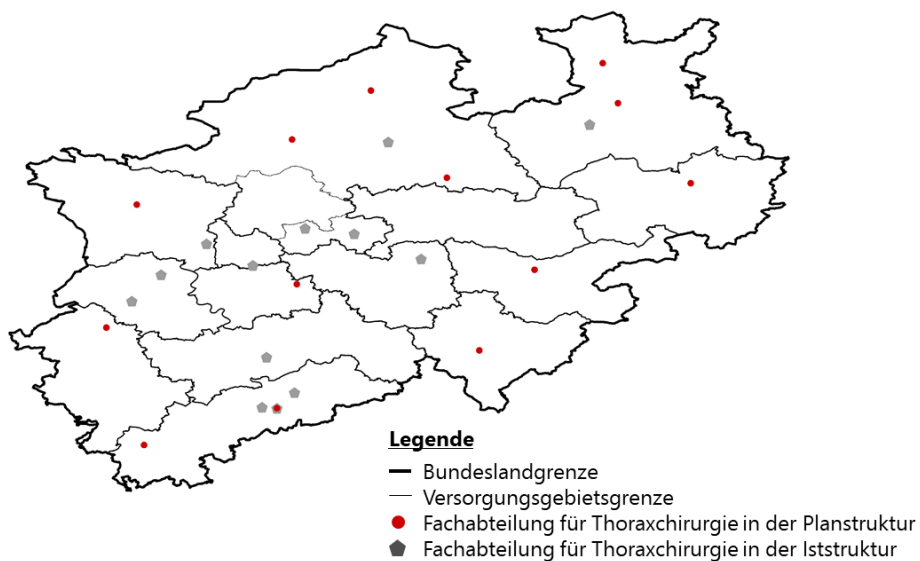 Legende
Bundeslandgrenze
Versorgungsgebietsgrenze
Fachabteilung für Thoraxchirurgie in der Planstruktur
Fachabteilung für Thoraxchirurgie in der Iststruktur